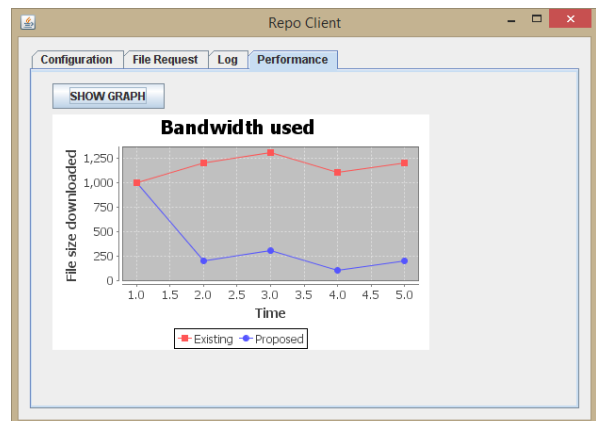 Repo Client
Configuration File Request Log Performance
SHOW GRAPH
Bandwidth used
File size downloaded
1,250
1,000
750
500
250
0
1.0 1.5 2.0 2.5 3.0 3.5 4.0 4.5 5.0
Time
Existing Proposed